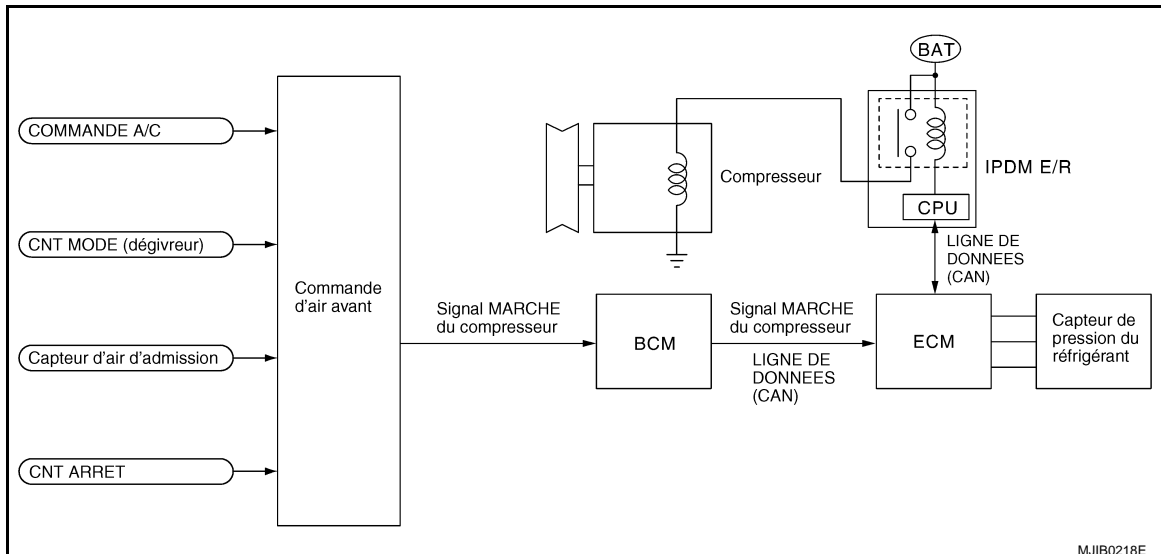 BAT
COMMANDE A/C
Compresseur
IPDM E/R
CPU
CNT MODE (dégivreur)
LIGNE DE
DONNEES
(CAN)
Commande
d'air avant
Signal MARCHE
du compresseur
BCM
Signal MARCHE
du compresseur
LIGNE DE
DONNEES
(CAN)
ECM
Capteur de
pression du
réfrigérant
Capteur d'air d'admission
CNT ARRET
MJIB0218E